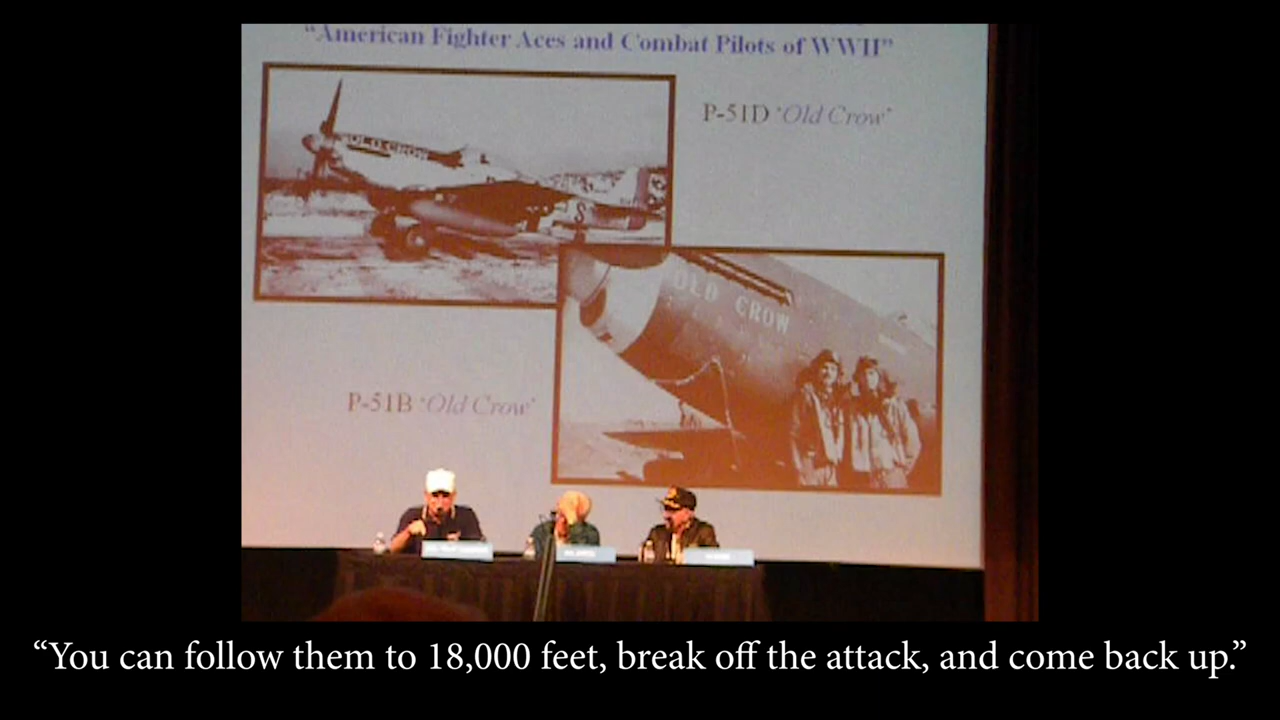 “American Fighter Aces and Combat Pilots of WWII”
P-51D ‘Old Crow’
OLD CROW
OLD CROW
S
P-51B ‘Old Crow’
“You can follow them to 18,000 feet, break off the attack, and come back up.”